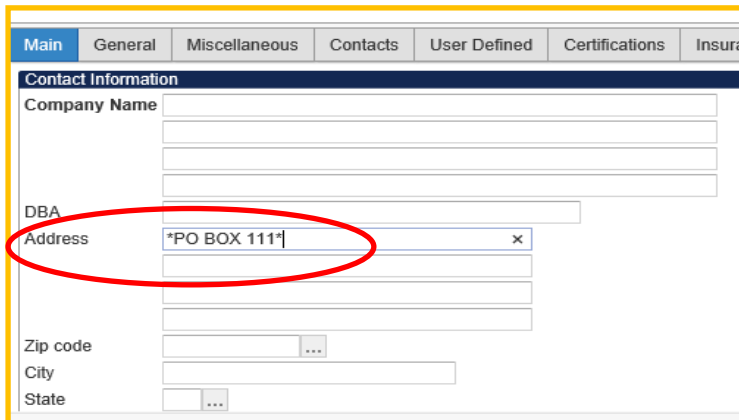 Main General Miscellaneous Contacts User Defined Certifications Insura
Contact Information
Company Name
DBA
Address *PO BOX 111* ×
Zip code ...
City
State ...